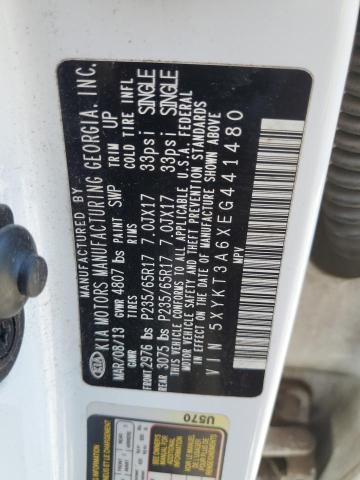 MANUFACTURED BY
KIA KIA MOTORS MANUFACTURING GEORGIA, INC.
MAR/08/13 PAINT SWP TRIM UP
GVWR 4807 lbs
GAWR TIRES RIMS COLD TIRE INFL
FRONT 2976 lbs P235/65R17 7.0JX17 33psi SINGLE
REAR 3075 lbs P235/65R17 7.0JX17 33psi SINGLE
THIS VEHICLE CONFORMS TO ALL APPLICABLE U.S.A. FEDERAL
MOTOR VEHICLE SAFETY AND THEFT PREVENTION STANDARDS
IN EFFECT ON THE DATE OF MANUFACTURE SHOWN ABOVE
VIN 5XYKT3A6XEG441480
MPV
U570